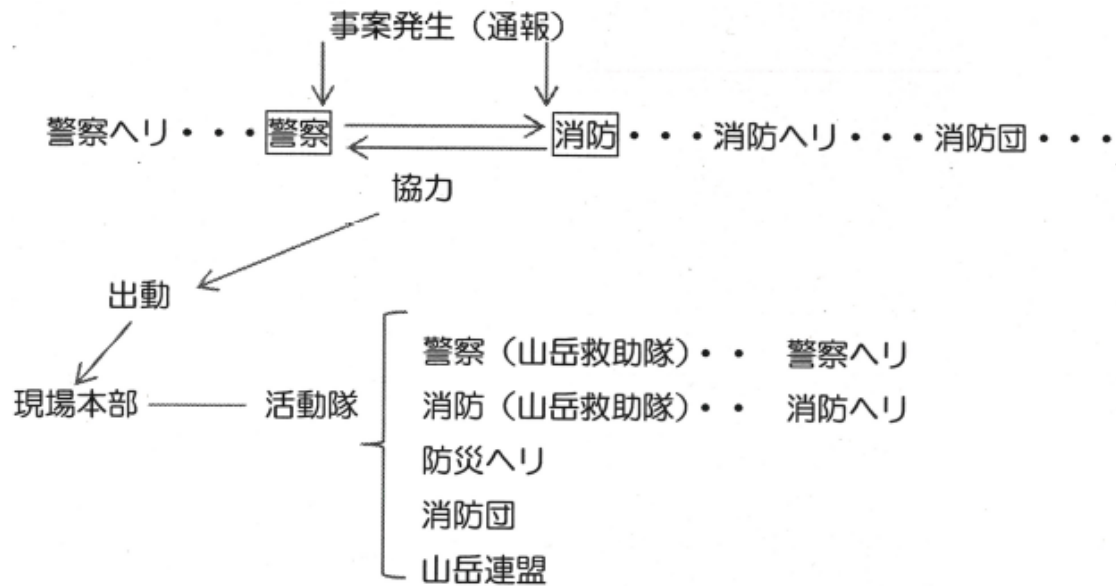 事案発生（通報）
警察ヘリ・・・警察 消防・・・消防ヘリ・・・消防団・・・
協力
出動
警察（山岳救助隊）・・ 警察ヘリ
現場本部 活動隊 消防（山岳救助隊）・・ 消防ヘリ
防災ヘリ
消防団
山岳連盟